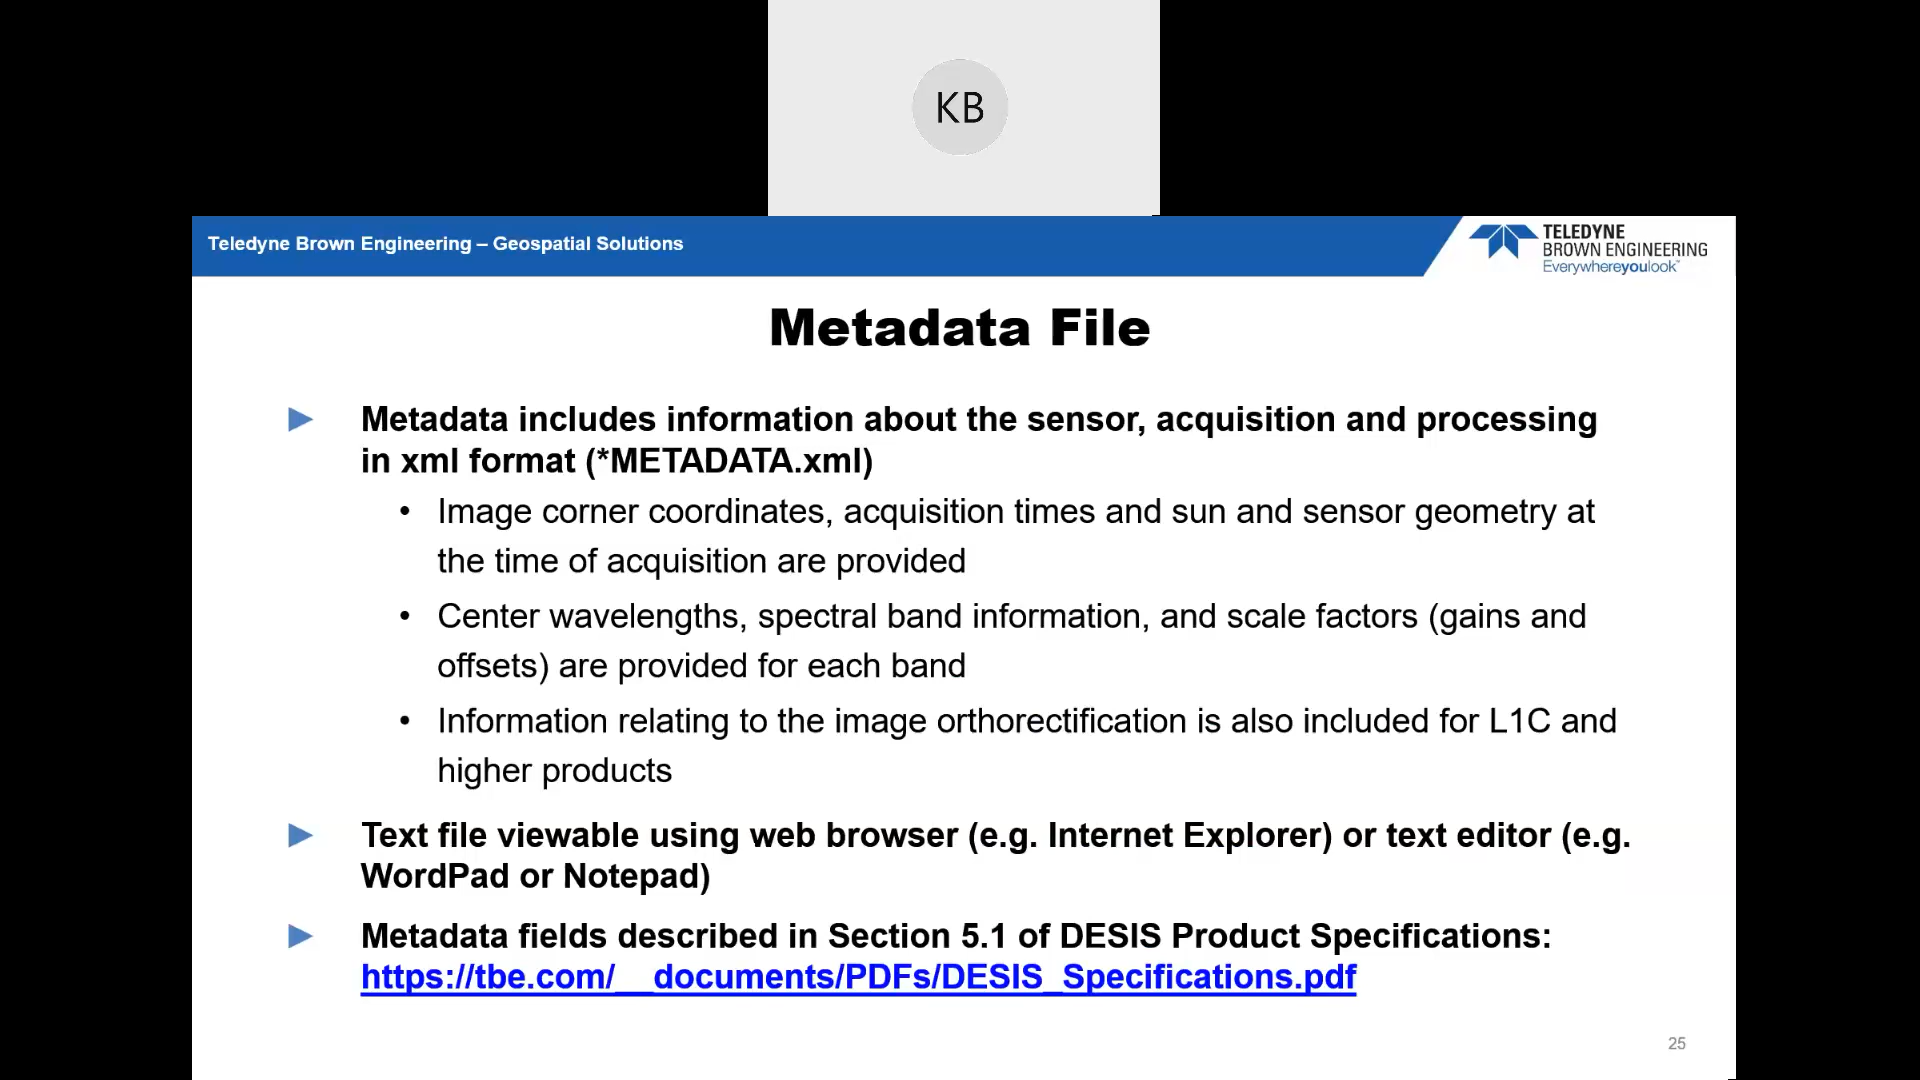 KB
Teledyne Brown Engineering – Geospatial Solutions
TELEDYNE
BROWN ENGINEERING
Everywhereyoulook™
Metadata File
► Metadata includes information about the sensor, acquisition and processing
in xml format (*METADATA.xml)
• Image corner coordinates, acquisition times and sun and sensor geometry at
the time of acquisition are provided
• Center wavelengths, spectral band information, and scale factors (gains and
offsets) are provided for each band
• Information relating to the image orthorectification is also included for L1C and
higher products
► Text file viewable using web browser (e.g. Internet Explorer) or text editor (e.g.
WordPad or Notepad)
► Metadata fields described in Section 5.1 of DESIS Product Specifications:
https://tbe.com/__documents/PDFs/DESIS_Specifications.pdf
25